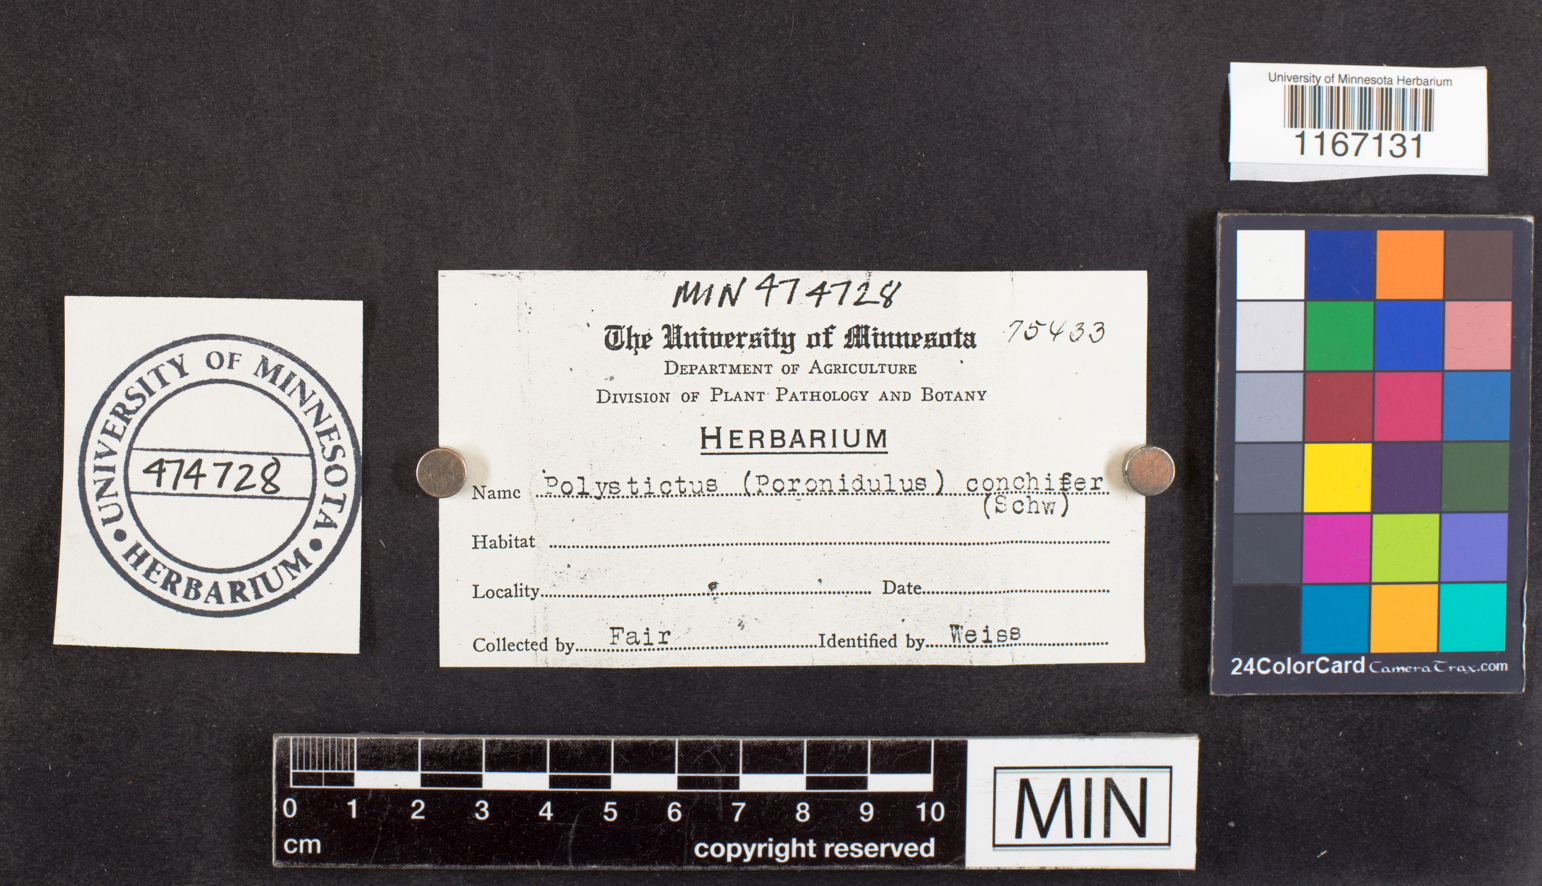 University of Minnesota Herbarium
1167131
UNIVERSITY OF MINNESOTA
474728
• HERBARIUM •
MIN 474728
The University of Minnesota 75433
DEPARTMENT OF AGRICULTURE
DIVISION OF PLANT PATHOLOGY AND BOTANY
HERBARIUM
Name Polystictus (Poronidulus) conchifer
(Schw)
Habitat
Locality Date
Collected by Fair Identified by Weiss
24ColorCard CameraTrax.com
0 1 2 3 4 5 6 7 8 9 10
cm copyright reserved
MIN